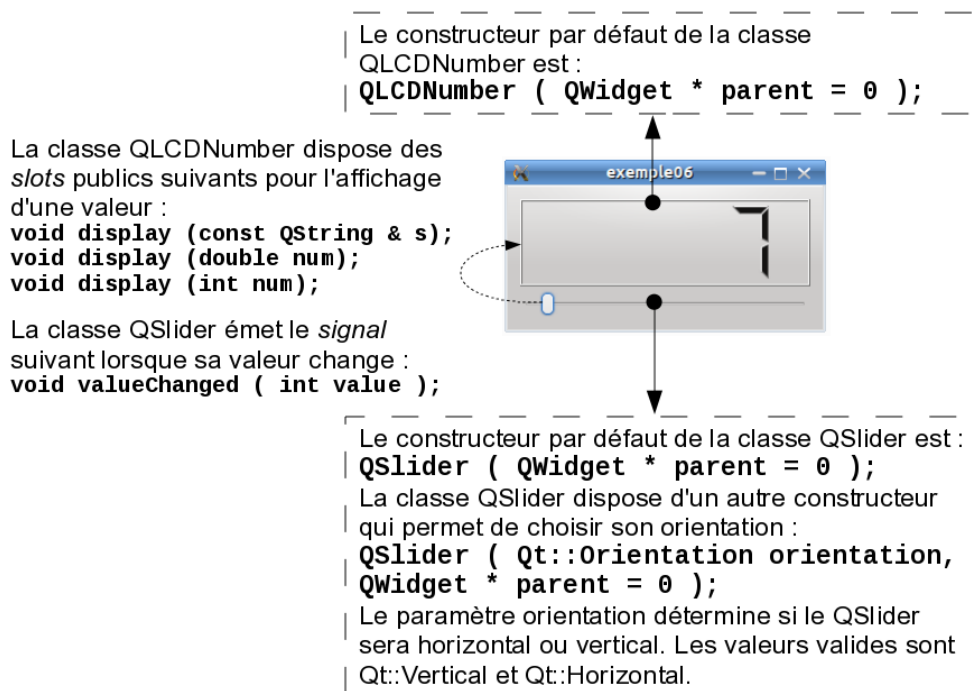 Le constructeur par défaut de la classe
QLCDNumber est :
QLCDNumber ( QWidget * parent = 0 );
La classe QLCDNumber dispose des
slots publics suivants pour l'affichage
d'une valeur :
void display (const QString & s);
void display (double num);
void display (int num);
La classe QSlider émet le signal
suivant lorsque sa valeur change :
void valueChanged ( int value );
exemple06
7
Le constructeur par défaut de la classe QSlider est :
QSlider ( QWidget * parent = 0 );
La classe QSlider dispose d'un autre constructeur
qui permet de choisir son orientation :
QSlider ( Qt::Orientation orientation,
QWidget * parent = 0 );
Le paramètre orientation détermine si le QSlider
sera horizontal ou vertical. Les valeurs valides sont
Qt::Vertical et Qt::Horizontal.